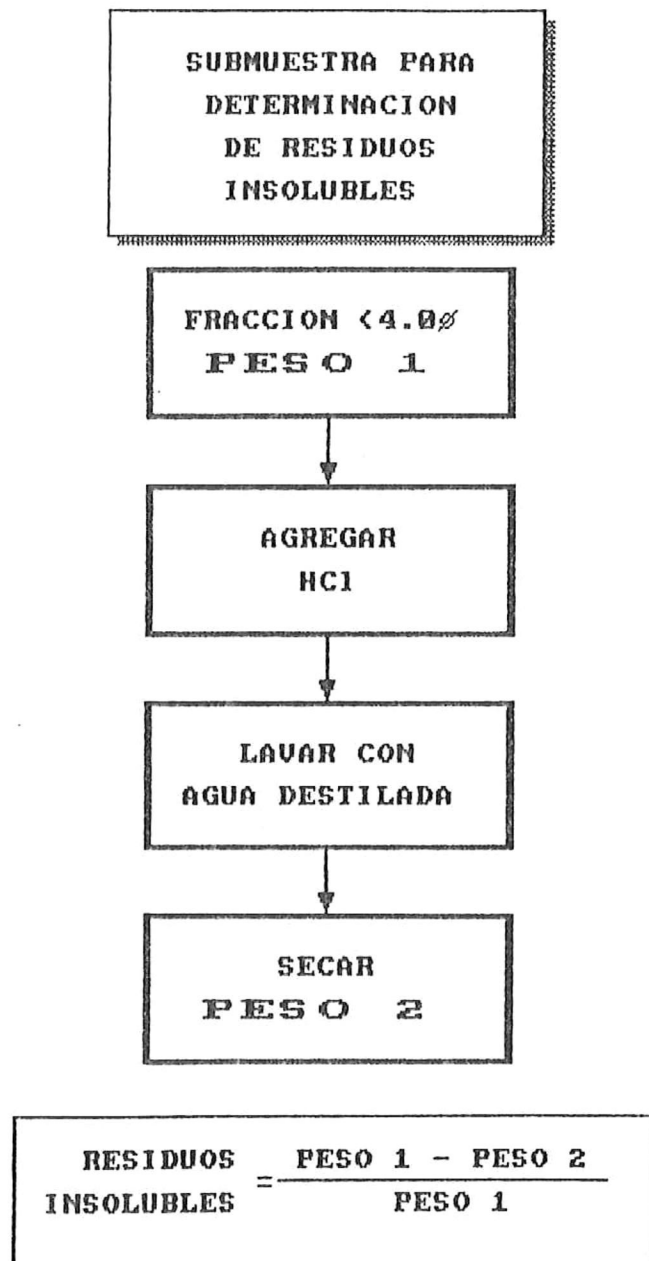 SUBMUESTRA PARA
DETERMINACION
DE RESIDUOS
INSOLUBLES
FRACCION <4.0ø
PESO 1
AGREGAR
HCl
LAVAR CON
AGUA DESTILADA
SECAR
PESO 2
RESIDUOS INSOLUBLES = PESO 1 - PESO 2 / PESO 1